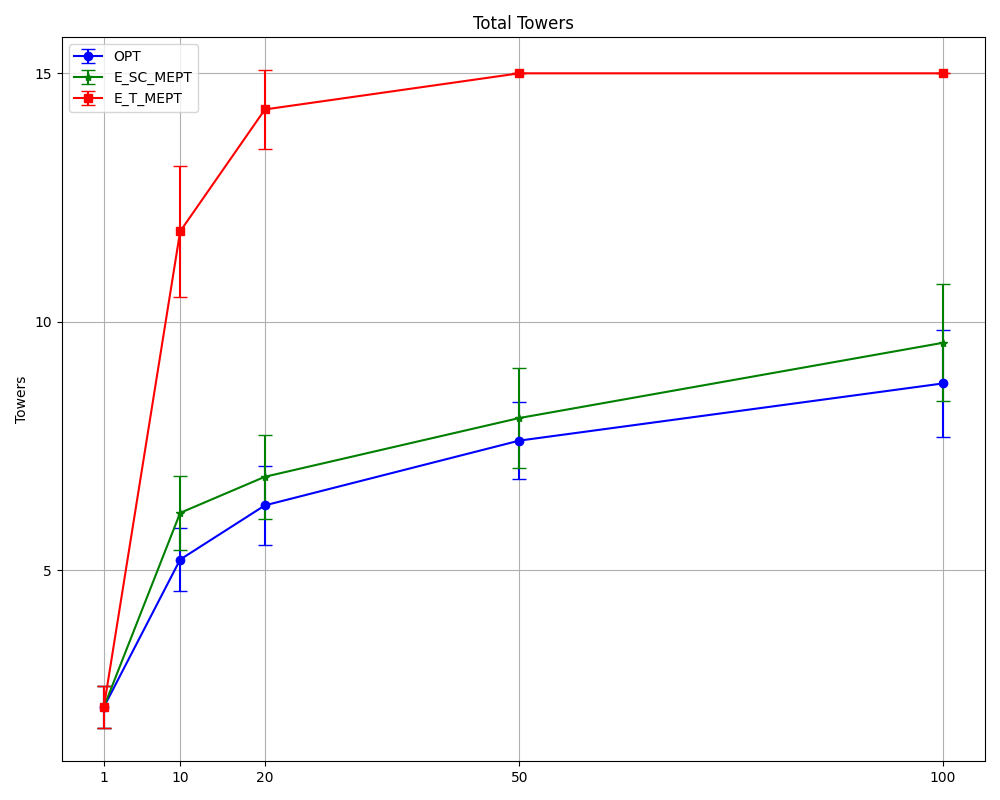 Total Towers
OPT
E_SC_MEPT
E_T_MEPT
15
10
5
Towers
1 10 20 50 100